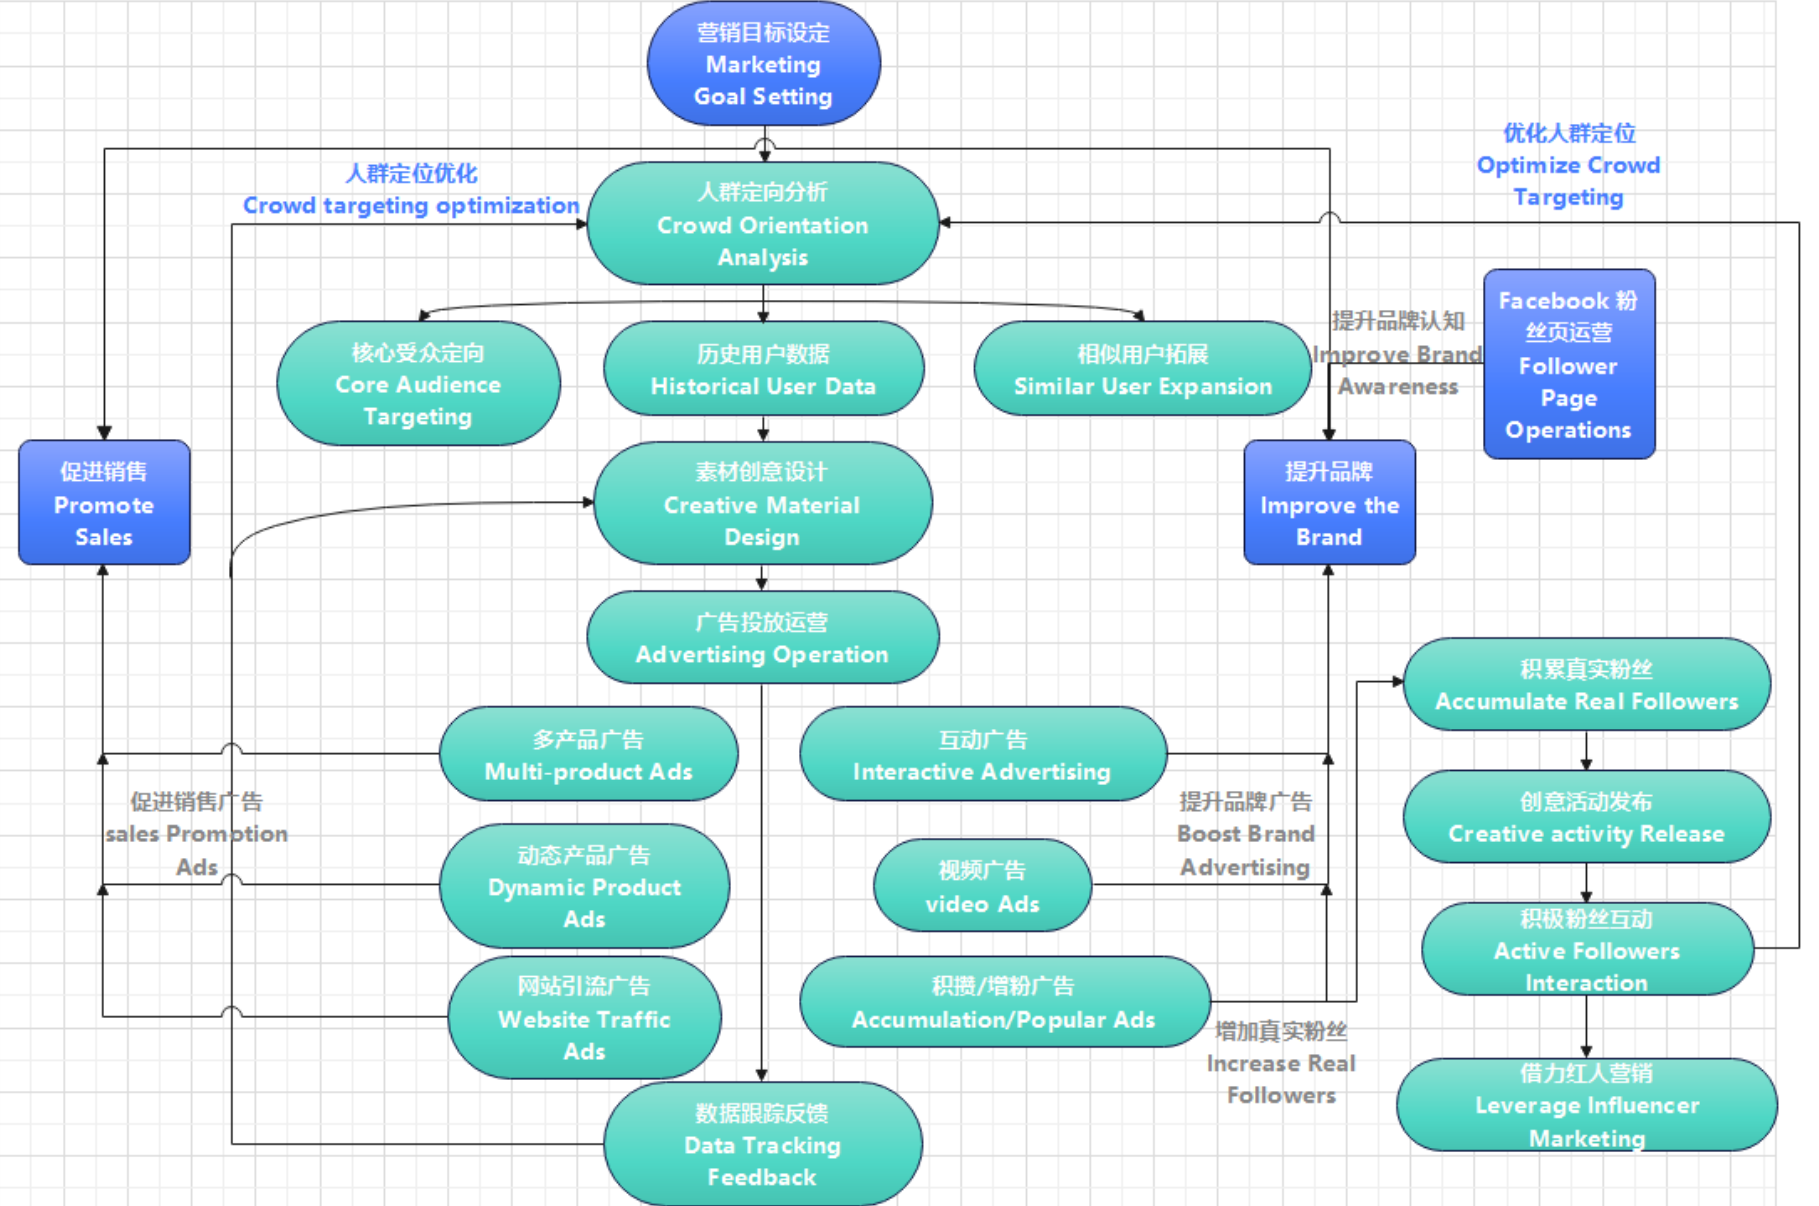 营销目标设定
Marketing
Goal Setting
优化人群定位
Optimize Crowd
Targeting
人群定位优化
Crowd targeting optimization
人群定向分析
Crowd Orientation
Analysis
Facebook 粉
丝页运营
Follower
Page
Operations
提升品牌认知
Improve Brand
Awareness
核心受众定向
Core Audience
Targeting
历史用户数据
Historical User Data
相似用户拓展
Similar User Expansion
促进销售
Promote
Sales
素材创意设计
Creative Material
Design
提升品牌
Improve the
Brand
广告投放运营
Advertising Operation
积累真实粉丝
Accumulate Real Followers
多产品广告
Multi-product Ads
互动广告
Interactive Advertising
促进销售广告
sales Promotion
Ads
提升品牌广告
Boost Brand
Advertising
创意活动发布
Creative activity Release
动态产品广告
Dynamic Product
Ads
视频广告
video Ads
积极粉丝互动
Active Followers
Interaction
网站引流广告
Website Traffic
Ads
积攒/增粉广告
Accumulation/Popular Ads
增加真实粉丝
Increase Real
Followers
借力红人营销
Leverage Influencer
Marketing
数据跟踪反馈
Data Tracking
Feedback